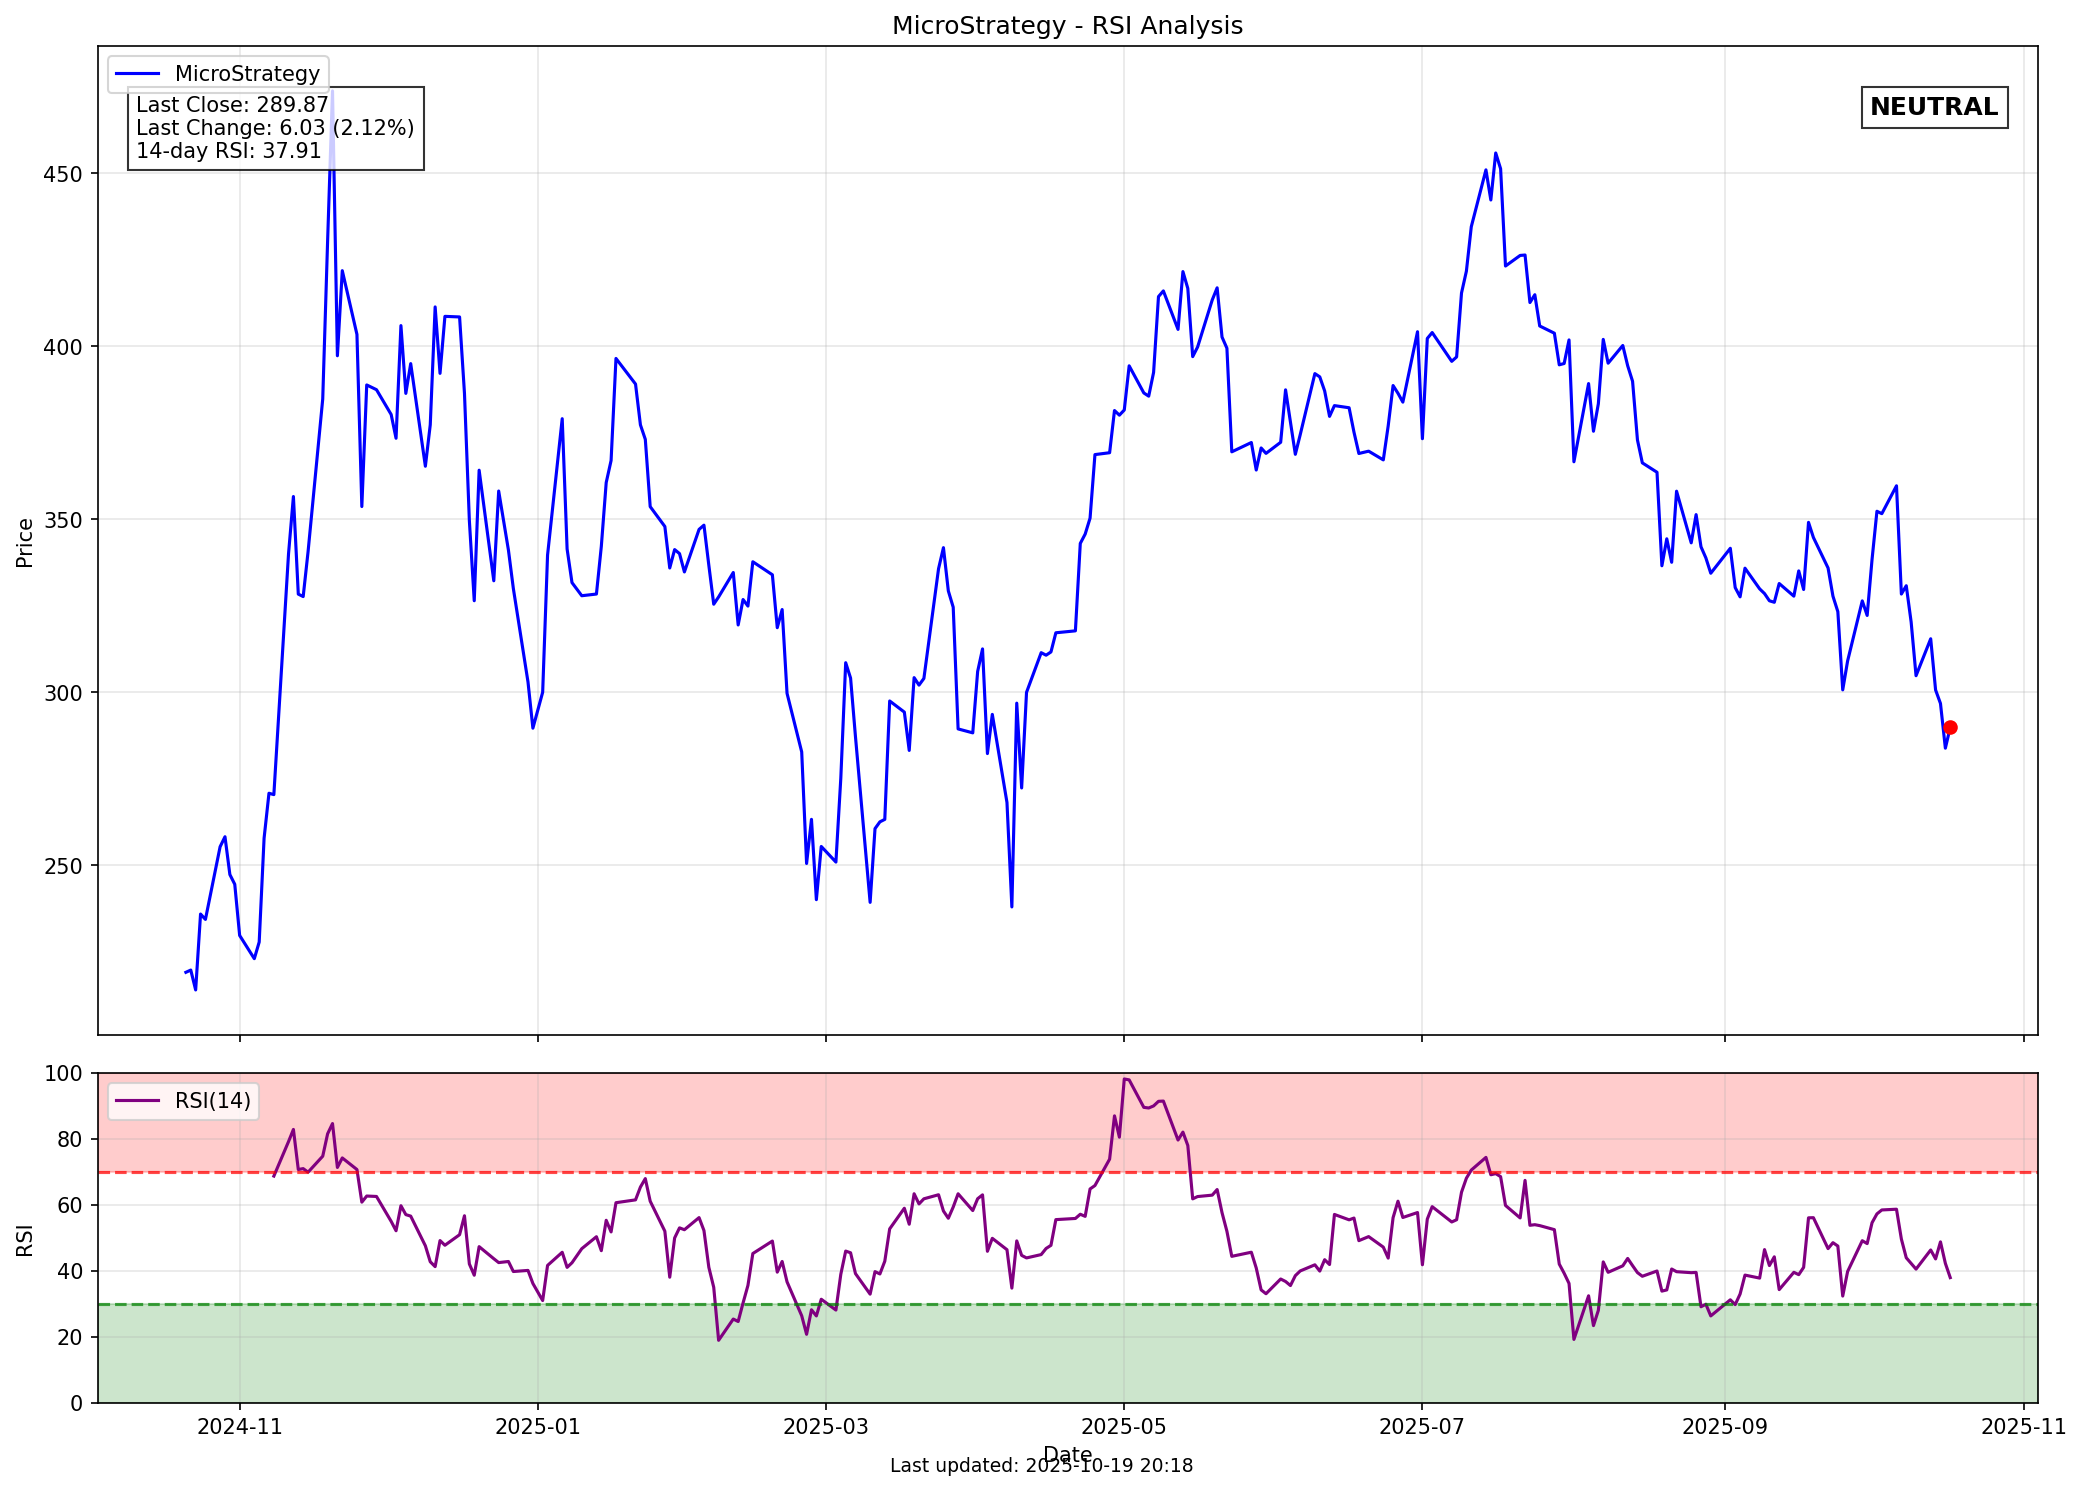 MicroStrategy - RSI Analysis
MicroStrategy
Last Close: 289.87
Last Change: 6.03 (2.12%)
14-day RSI: 37.91
NEUTRAL
Price
450
400
350
300
250
RSI(14)
RSI
100
80
60
40
20
0
2024-11
2025-01
2025-03
2025-05
2025-07
2025-09
2025-11
Date
Last updated: 2025-10-19 20:18